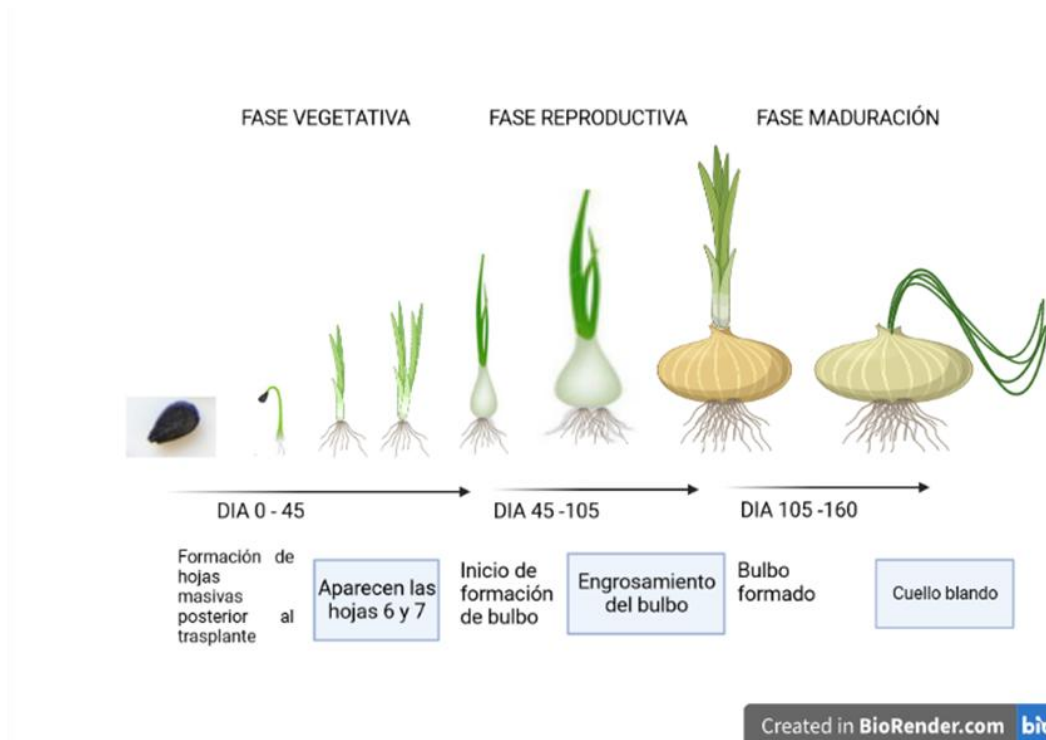 FASE VEGETATIVA
FASE REPRODUCTIVA
FASE MADURACIÓN
DIA 0 - 45
DIA 45 -105
DIA 105 -160
Formación de
hojas
masivas
posterior al
trasplante
Aparecen las
hojas 6 y 7
Inicio de
formación
de bulbo
Engrosamiento
del bulbo
Bulbo
formado
Cuello blando
Created in BioRender.com